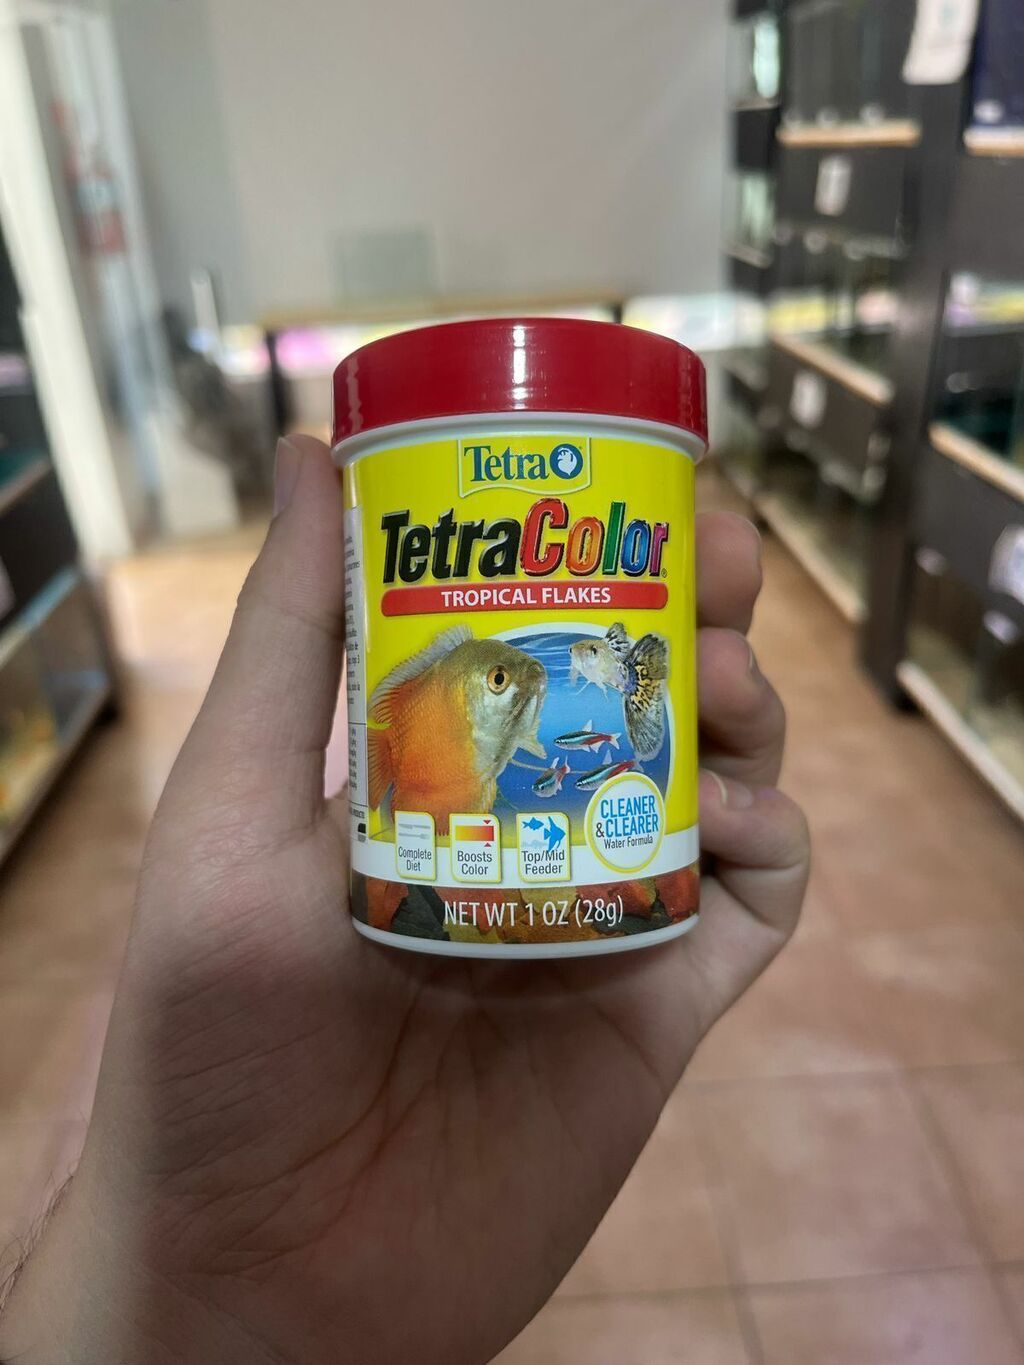 Tetra
TetraColor®
TROPICAL FLAKES
CLEANER
& CLEARER
Water Formula
Complete
Diet
Boosts
Color
Top/Mid
Feeder
NET WT 1 OZ (28g)